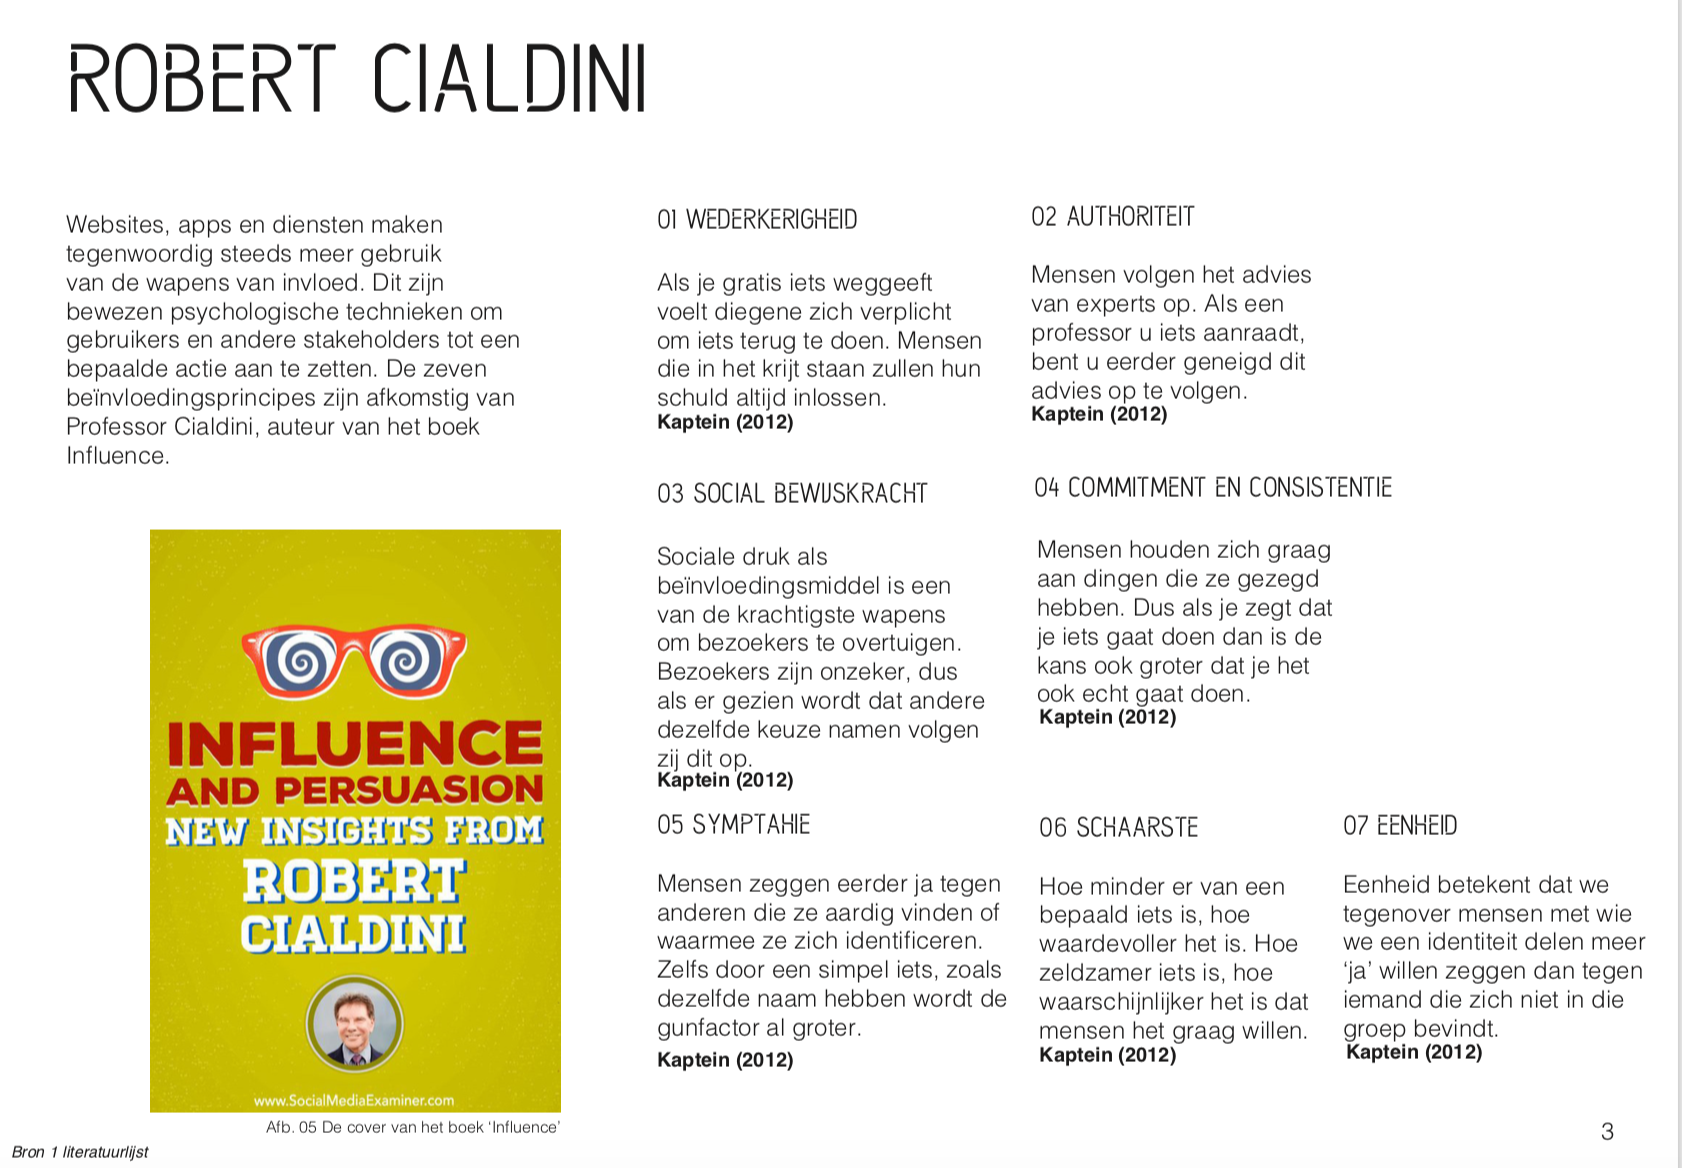 ROBERT CIALDINI
Websites, apps en diensten maken
tegenwoordig steeds meer gebruik
van de wapens van invloed. Dit zijn
bewezen psychologische technieken om
gebruikers en andere stakeholders tot een
bepaalde actie aan te zetten. De zeven
beïnvloedingsprincipes zijn afkomstig van
Professor Cialdini, auteur van het boek
Influence.
INFLUENCE
AND PERSUASION
NEW INSIGHTS FROM
ROBERT
CIALDINI
www.SocialMediaExaminer.com
Afb. 05 De cover van het boek ‘Influence’
Bron 1 literatuurlijst
01 WEDERKERIGHEID
Als je gratis iets weggeeft
voelt diegene zich verplicht
om iets terug te doen. Mensen
die in het krijt staan zullen hun
schuld altijd inlossen.
Kaptein (2012)
02 AUTHORITEIT
Mensen volgen het advies
van experts op. Als een
professor u iets aanraadt,
bent u eerder geneigd dit
advies op te volgen.
Kaptein (2012)
03 SOCIAL BEWIJSKRACHT
Sociale druk als
beïnvloedingsmiddel is een
van de krachtigste wapens
om bezoekers te overtuigen.
Bezoekers zijn onzeker, dus
als er gezien wordt dat andere
dezelfde keuze namen volgen
zij dit op.
Kaptein (2012)
04 COMMITMENT EN CONSISTENTIE
Mensen houden zich graag
aan dingen die ze gezegd
hebben. Dus als je zegt dat
je iets gaat doen dan is de
kans ook groter dat je het
ook echt gaat doen.
Kaptein (2012)
05 SYMPTAHIE
Mensen zeggen eerder ja tegen
anderen die ze aardig vinden of
waarmee ze zich identificeren.
Zelfs door een simpel iets, zoals
dezelfde naam hebben wordt de
gunfactor al groter.
Kaptein (2012)
06 SCHAARSTE
Hoe minder er van een
bepaald iets is, hoe
waardevoller het is. Hoe
zeldzamer iets is, hoe
waarschijnlijker het is dat
mensen het graag willen.
Kaptein (2012)
07 EENHEID
Eenheid betekent dat we
tegenover mensen met wie
we een identiteit delen meer
‘ja’ willen zeggen dan tegen
iemand die zich niet in die
groep bevindt.
Kaptein (2012)
3